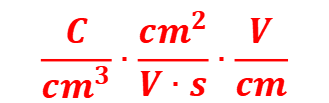 C/cm³ · cm²/(V · s) · V/cm